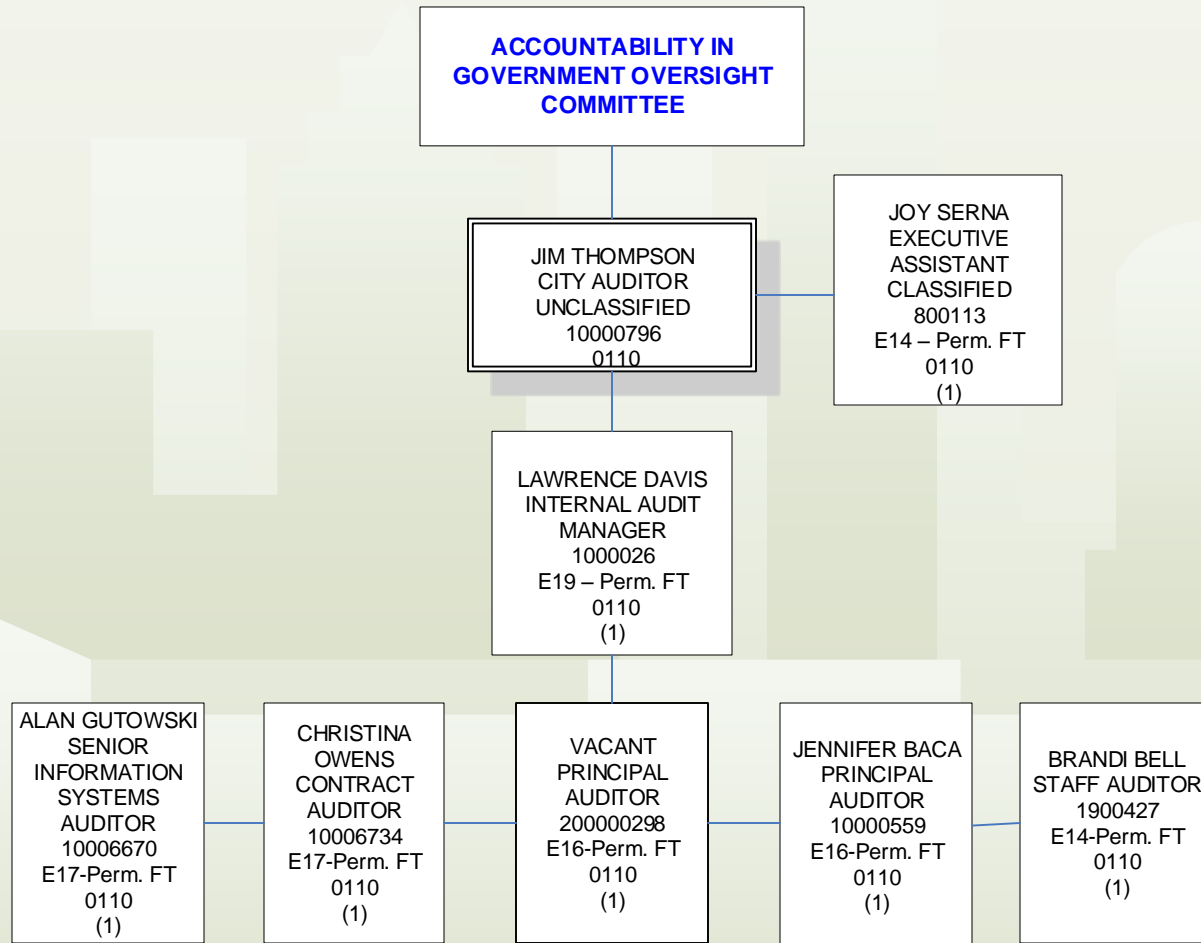 ACCOUNTABILITY IN
GOVERNMENT OVERSIGHT
COMMITTEE
JIM THOMPSON
CITY AUDITOR
UNCLASSIFIED
10000796
0110
JOY SERNA
EXECUTIVE
ASSISTANT
CLASSIFIED
800113
E14 – Perm. FT
0110
(1)
LAWRENCE DAVIS
INTERNAL AUDIT
MANAGER
1000026
E19 – Perm. FT
0110
(1)
ALAN GUTOWSKI
SENIOR
INFORMATION
SYSTEMS
AUDITOR
10006670
E17-Perm. FT
0110
(1)
CHRISTINA
OWENS
CONTRACT
AUDITOR
10006734
E17-Perm. FT
0110
(1)
VACANT
PRINCIPAL
AUDITOR
200000298
E16-Perm. FT
0110
(1)
JENNIFER BACA
PRINCIPAL
AUDITOR
10000559
E16-Perm. FT
0110
(1)
BRANDI BELL
STAFF AUDITOR
1900427
E14-Perm. FT
0110
(1)